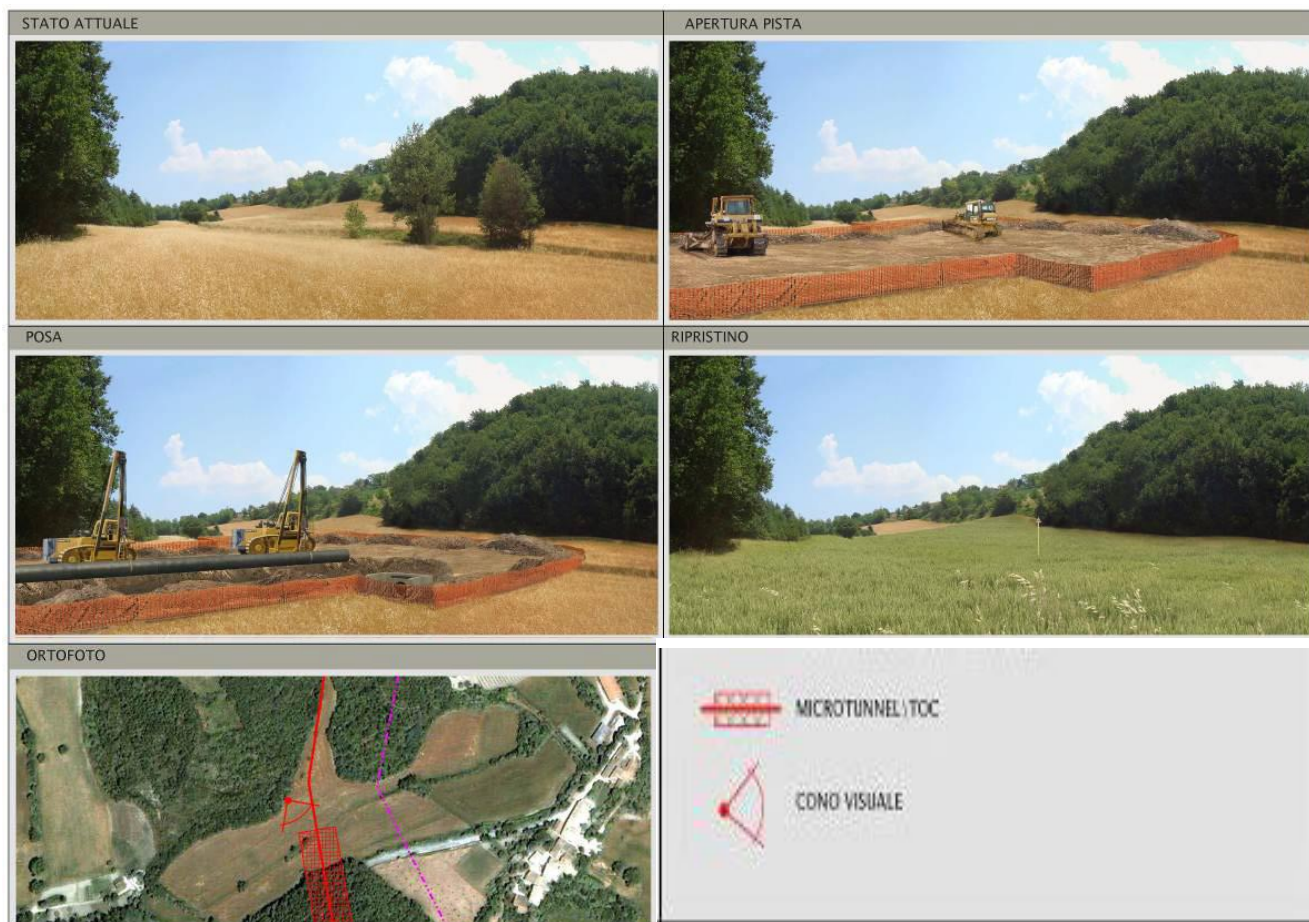 STATO ATTUALE
APERTURA PISTA
POSA
RIPRISTINO
ORTOFOTO
MICROTUNNEL\TOC
CONO VISUALE